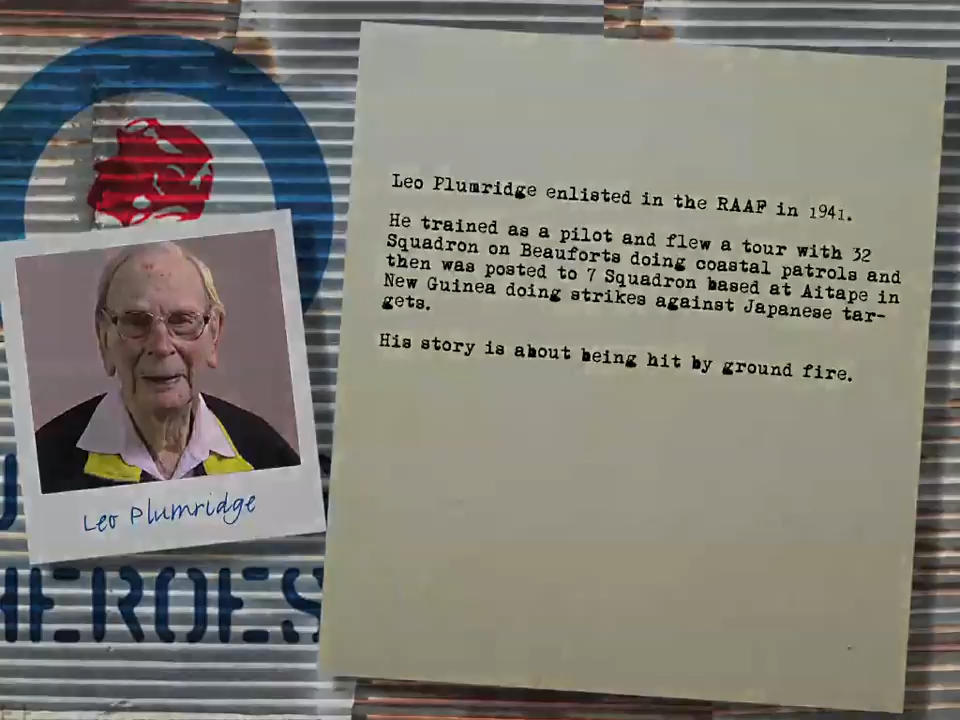 Leo Plumridge enlisted in the RAAF in 1941.
He trained as a pilot and flew a tour with 32
Squadron on Beauforts doing coastal patrols and
then was posted to 7 Squadron based at Aitape in
New Guinea doing strikes against Japanese tar-
gets.
His story is about being hit by ground fire.
Leo Plumridge
HEROES